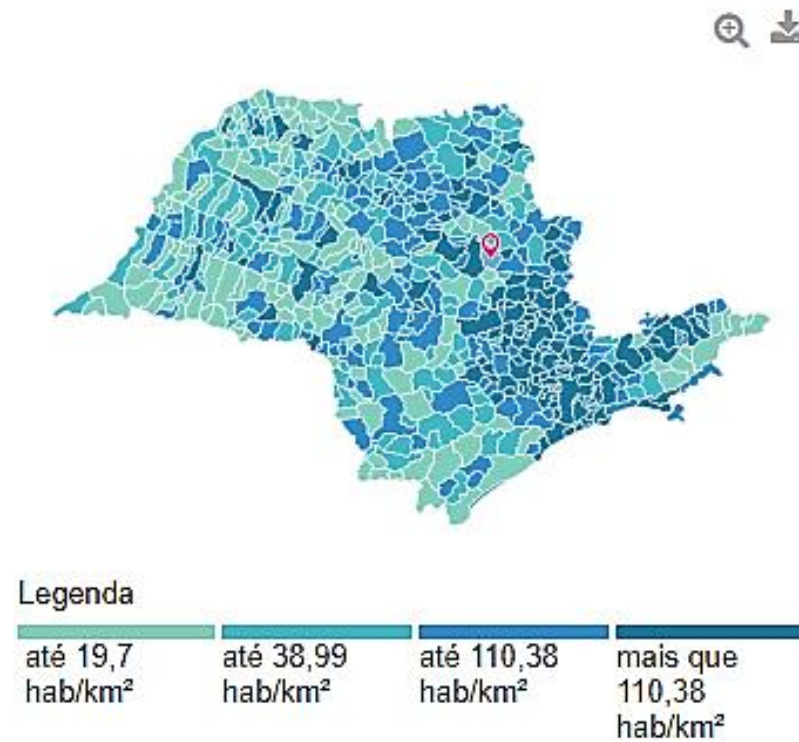 Legenda
até 19,7
hab/km²
até 38,99
hab/km²
até 110,38
hab/km²
mais que
110,38
hab/km²